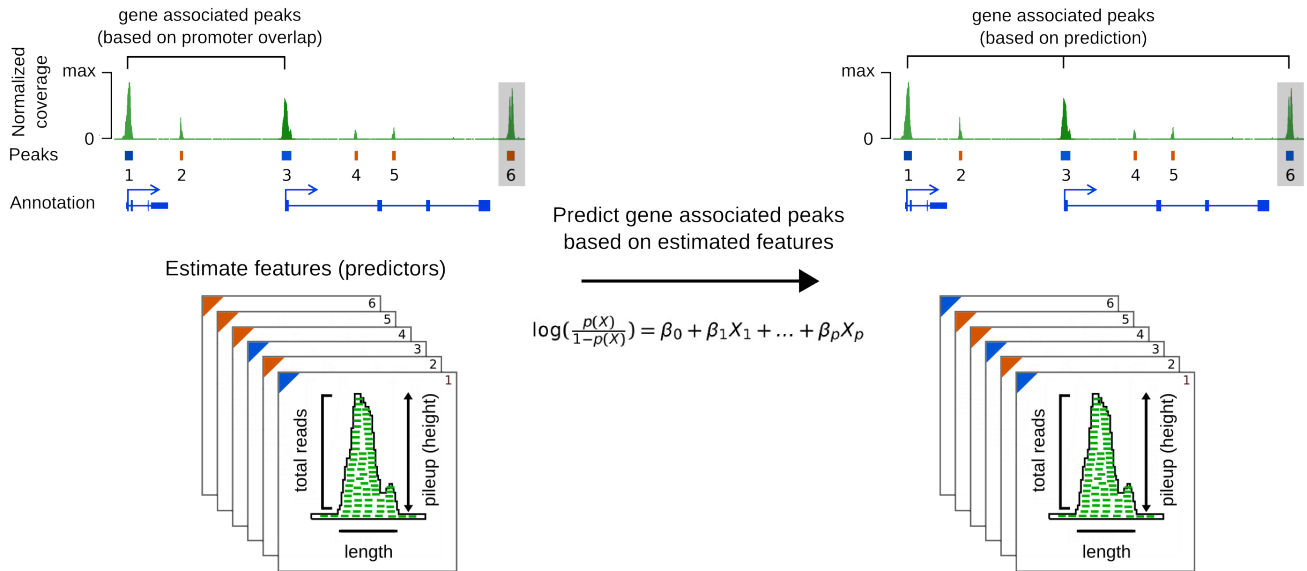 gene associated peaks
(based on promoter overlap)
Normalized
coverage
max
0
Peaks
1 2 3 4 5 6
Annotation
gene associated peaks
(based on prediction)
max
0
1 2 3 4 5 6
Predict gene associated peaks
based on estimated features
log(p(X)/1−p(X)) = β₀ + β₁X₁ + ... + βₚXₚ
Estimate features (predictors)
6
5
4
3
2
1
total reads
pileup (height)
length
6
5
4
3
2
1
total reads
pileup (height)
length